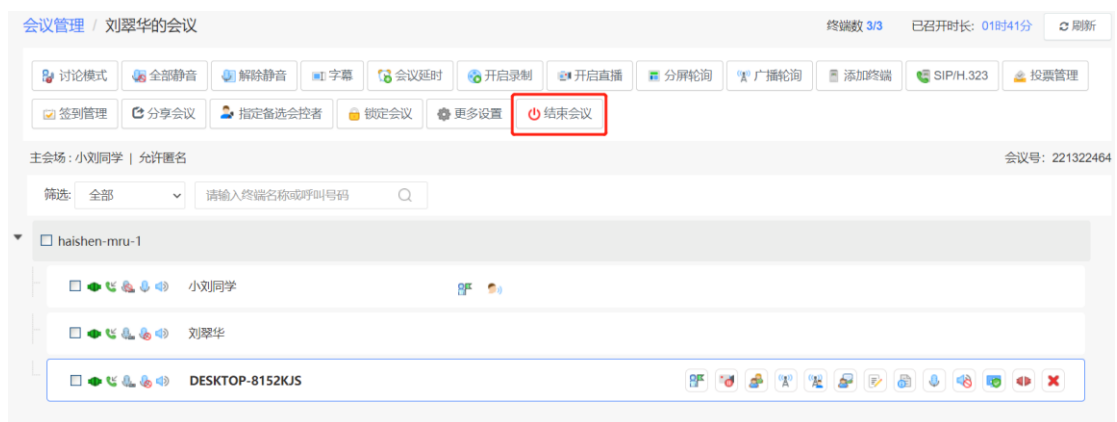 会议管理 / 刘翠华的会议 终端数 3/3 已召开时长: 01时41分 刷新
讨论模式 全部静音 解除静音 字幕 会议延时 开启录制 开启直播 分屏轮询 广播轮询 添加终端 SIP/H.323 投票管理
签到管理 分享会议 指定备选会控者 锁定会议 更多设置 结束会议
主会场 : 小刘同学 | 允许匿名 会议号: 221322464
筛选: 全部 请输入终端名称或呼叫号码
haishen-mru-1
小刘同学
刘翠华
DESKTOP-8152KJS